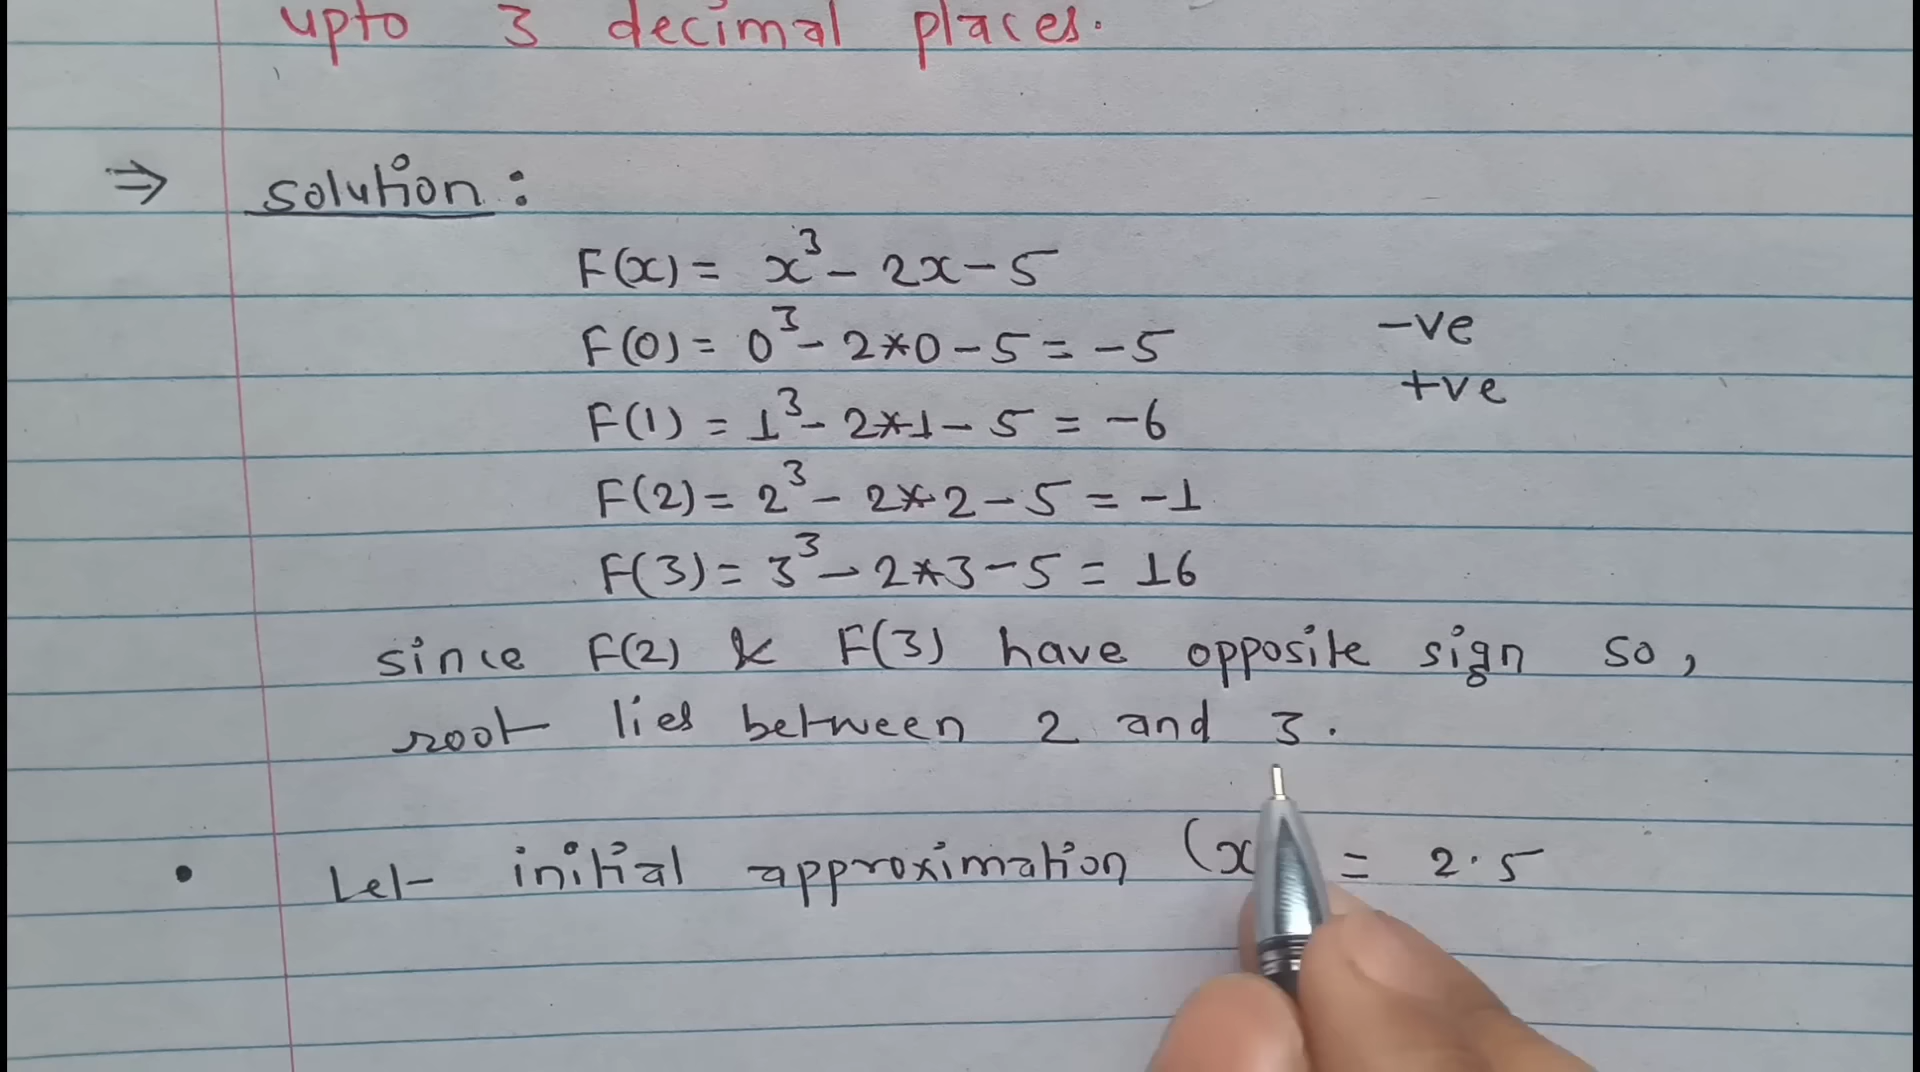 upto 3 decimal places.
⇒ solution:
F(x) = x³ - 2x - 5
F(0) = 0³ - 2*0 - 5 = -5 -ve
+ve
F(1) = 1³ - 2*1 - 5 = -6
F(2) = 2³ - 2*2 - 5 = -1
F(3) = 3³ - 2*3 - 5 = 16
since F(2) & F(3) have opposite sign so,
root lies between 2 and 3.
• Let initial approximation (x = 2.5